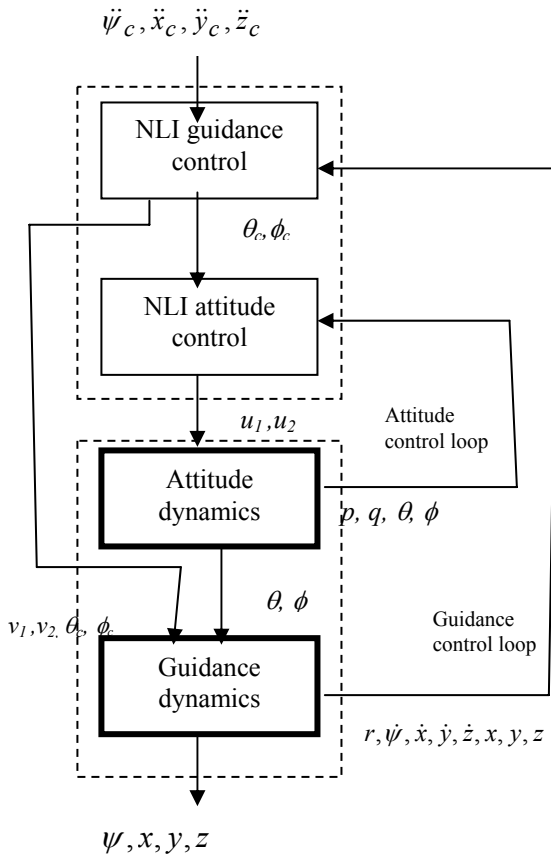 ψ̈_c, ẍ_c, ÿ_c, z̈_c
NLI guidance
control
θ_c, ϕ_c
NLI attitude
control
u_1, u_2
Attitude
control loop
Attitude
dynamics
p, q, θ, ϕ
θ, ϕ
v_1, v_2, θ_c, ϕ_c
Guidance
control loop
Guidance
dynamics
r, ψ̇, ẋ, ẏ, ż, x, y, z
ψ, x, y, z